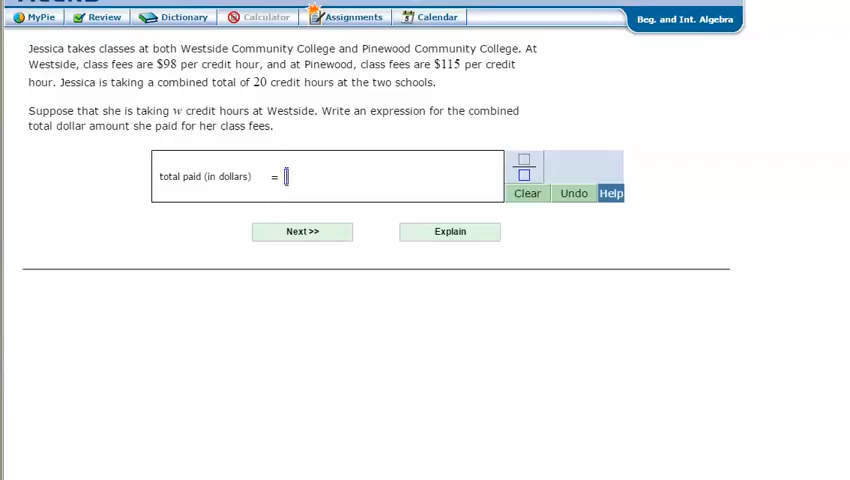 MyPie Review Dictionary Calculator Assignments Calendar Beg. and Int. Algebra
Jessica takes classes at both Westside Community College and Pinewood Community College. At
Westside, class fees are $98 per credit hour, and at Pinewood, class fees are $115 per credit
hour. Jessica is taking a combined total of 20 credit hours at the two schools.
Suppose that she is taking w credit hours at Westside. Write an expression for the combined
total dollar amount she paid for her class fees.
total paid (in dollars) =
Clear Undo Help
Next >> Explain